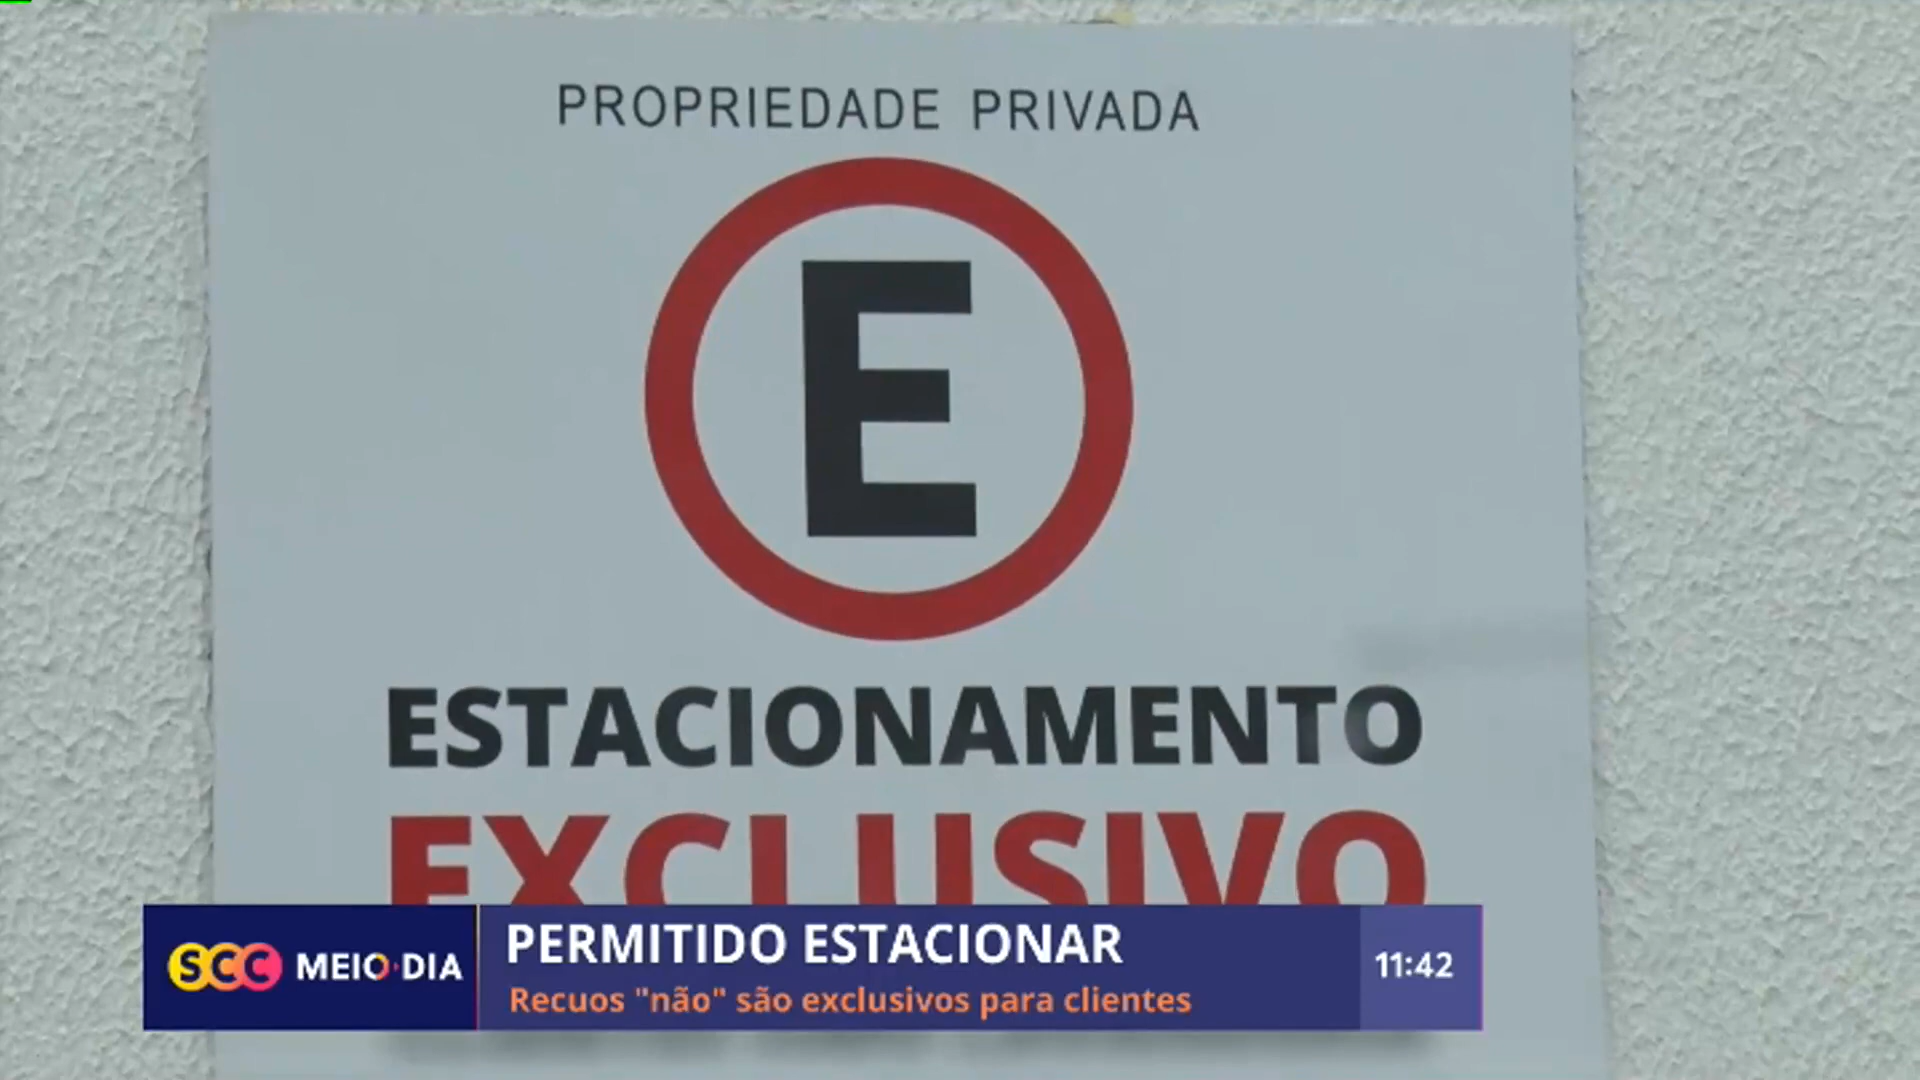 PROPRIEDADE PRIVADA
E
ESTACIONAMENTO
EXCLUSIVO
SCC MEIO-DIA
PERMITIDO ESTACIONAR
Recuos "não" são exclusivos para clientes
11:42